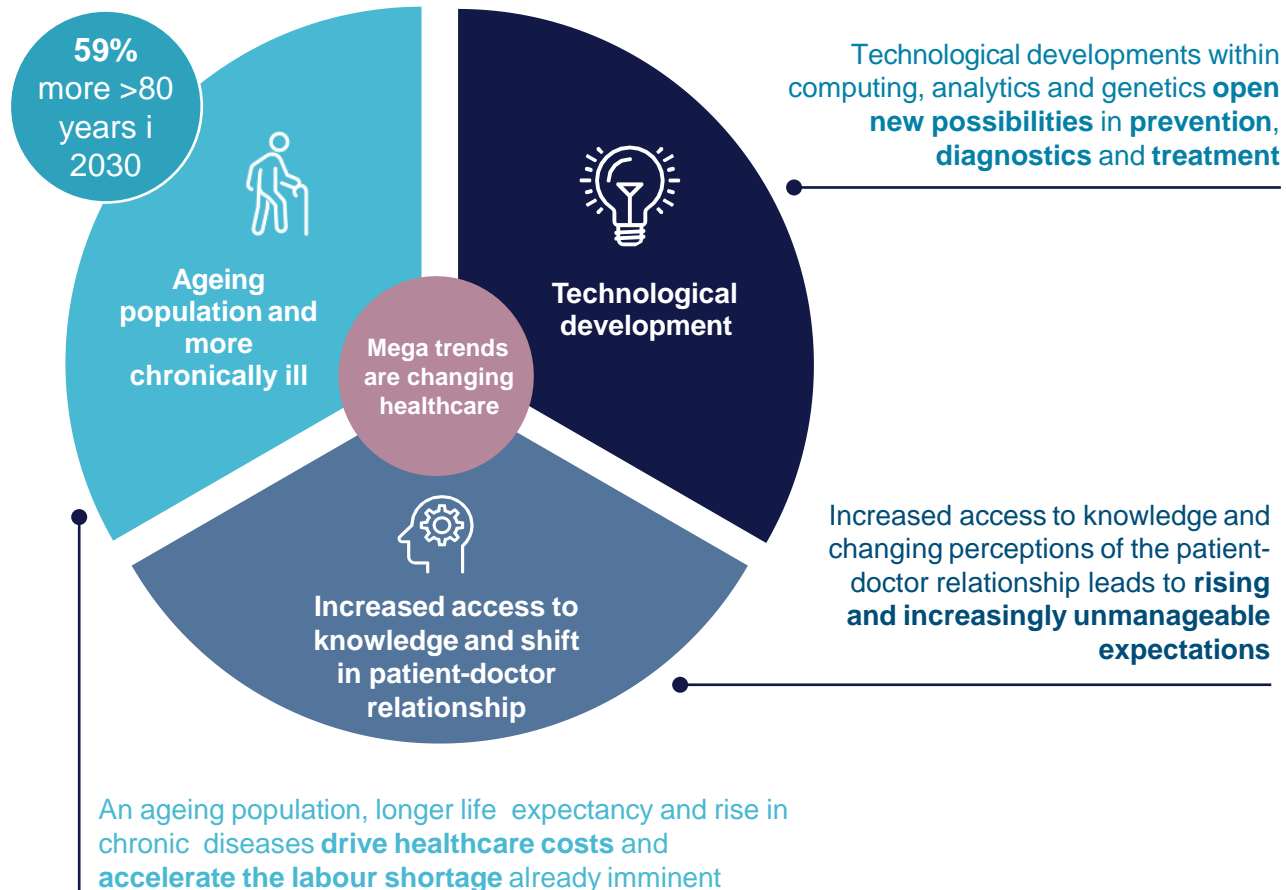 59%
more >80
years i
2030
Ageing
population and
more
chronically ill
Technological
development
Mega trends
are changing
healthcare
Increased access to
knowledge and shift
in patient-doctor
relationship
Technological developments within
computing, analytics and genetics open
new possibilities in prevention,
diagnostics and treatment
Increased access to knowledge and
changing perceptions of the patient-
doctor relationship leads to rising
and increasingly unmanageable
expectations
An ageing population, longer life expectancy and rise in
chronic diseases drive healthcare costs and
accelerate the labour shortage already imminent